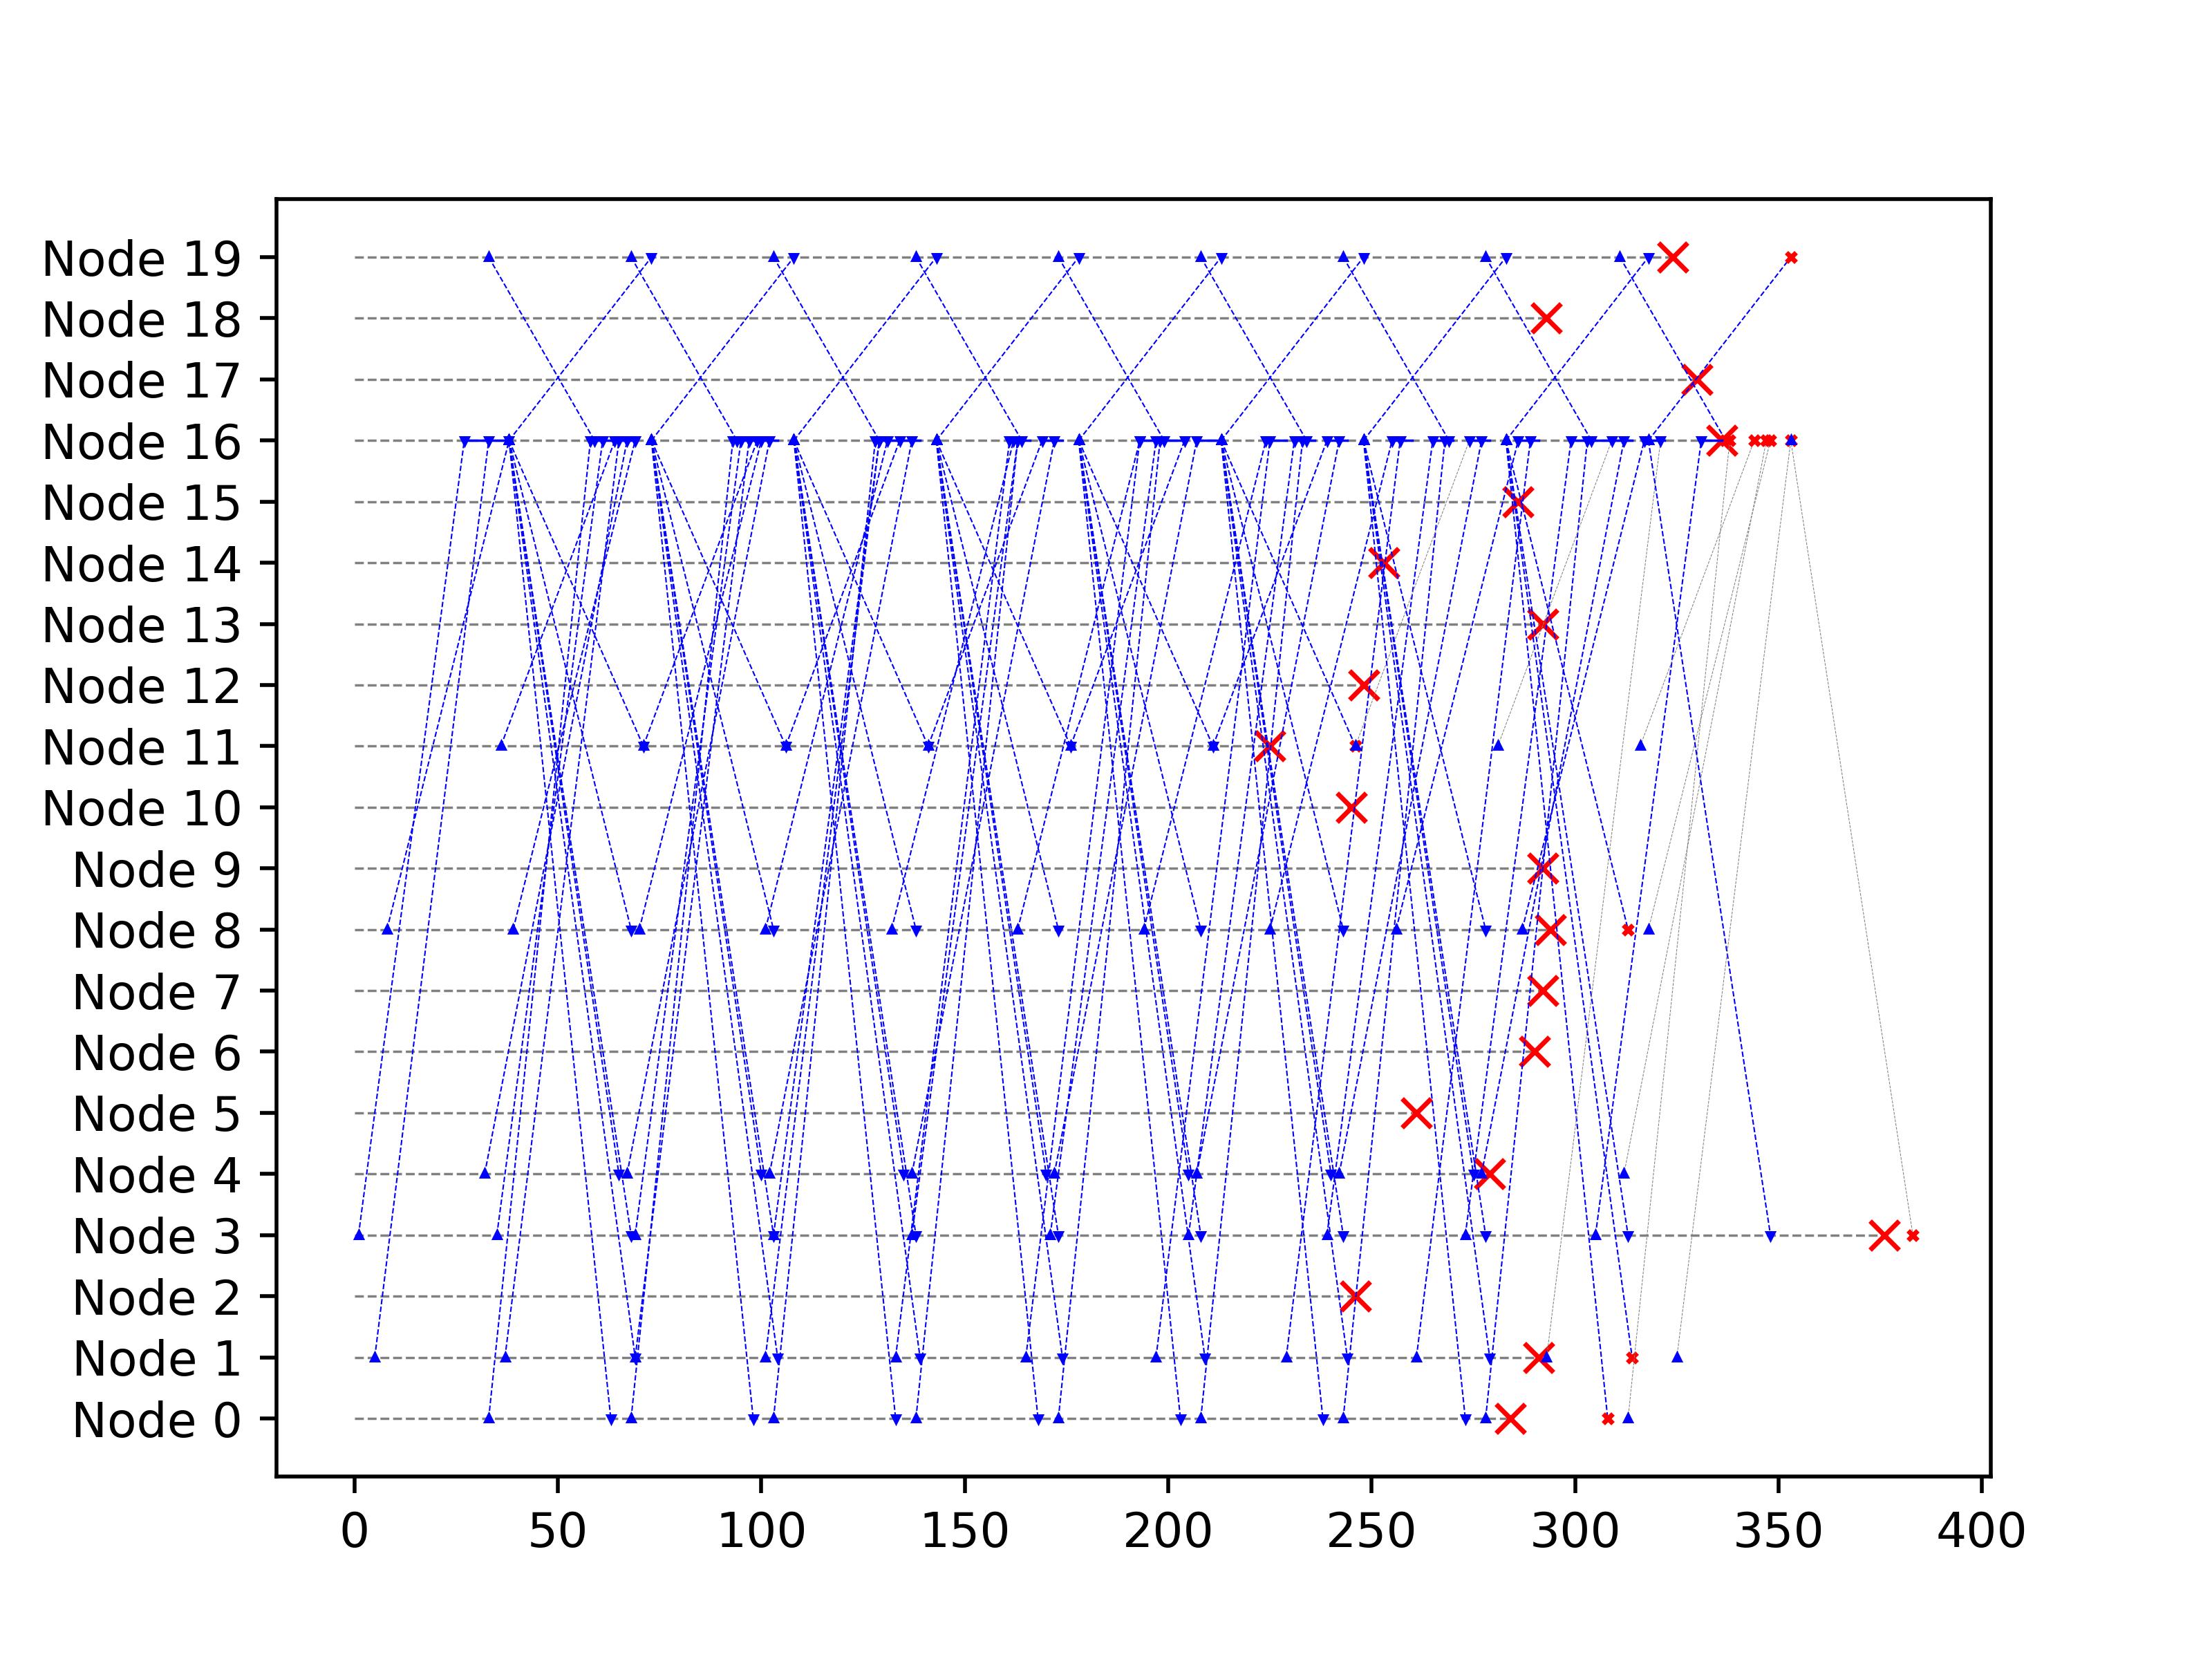 Node 19
Node 18
Node 17
Node 16
Node 15
Node 14
Node 13
Node 12
Node 11
Node 10
Node 9
Node 8
Node 7
Node 6
Node 5
Node 4
Node 3
Node 2
Node 1
Node 0
0 50 100 150 200 250 300 350 400